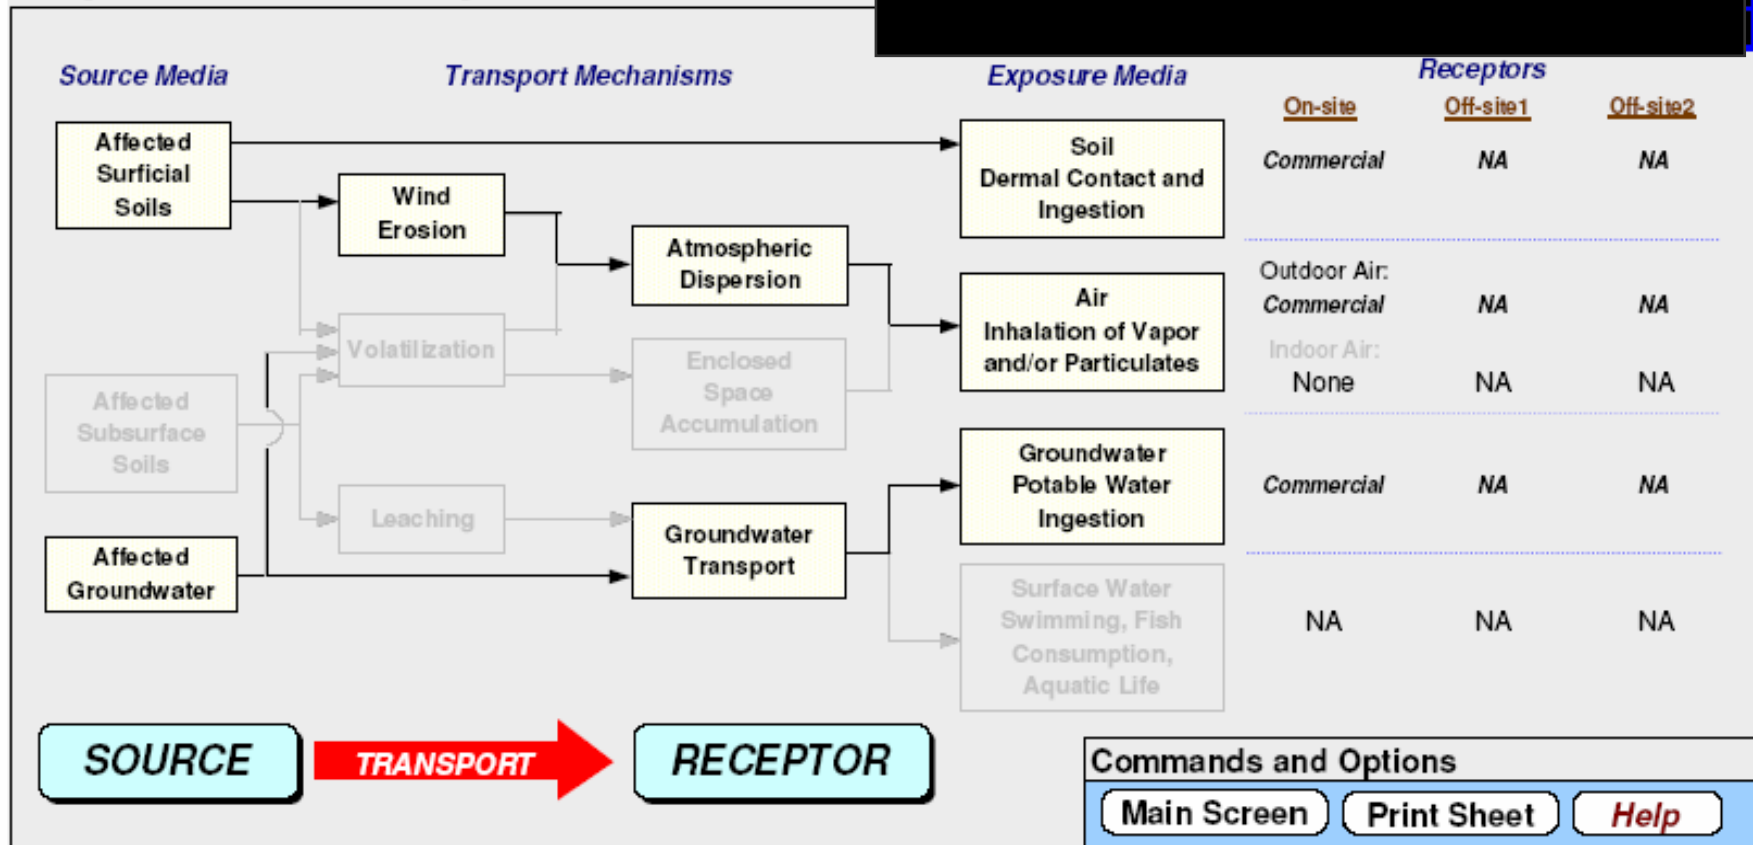 Source Media
Transport Mechanisms
Exposure Media
Receptors
On-site
Off-site1
Off-site2
Affected
Surficial
Soils
Wind
Erosion
Atmospheric
Dispersion
Soil
Dermal Contact and
Ingestion
Commercial
NA
NA
Volatilization
Enclosed
Space
Accumulation
Air
Inhalation of Vapor
and/or Particulates
Outdoor Air:
Commercial
NA
NA
Indoor Air:
None
NA
NA
Affected
Subsurface
Soils
Leaching
Groundwater
Transport
Groundwater
Potable Water
Ingestion
Commercial
NA
NA
Affected
Groundwater
Surface Water
Swimming, Fish
Consumption,
Aquatic Life
NA
NA
NA
SOURCE
TRANSPORT
RECEPTOR
Commands and Options
Main Screen
Print Sheet
Help